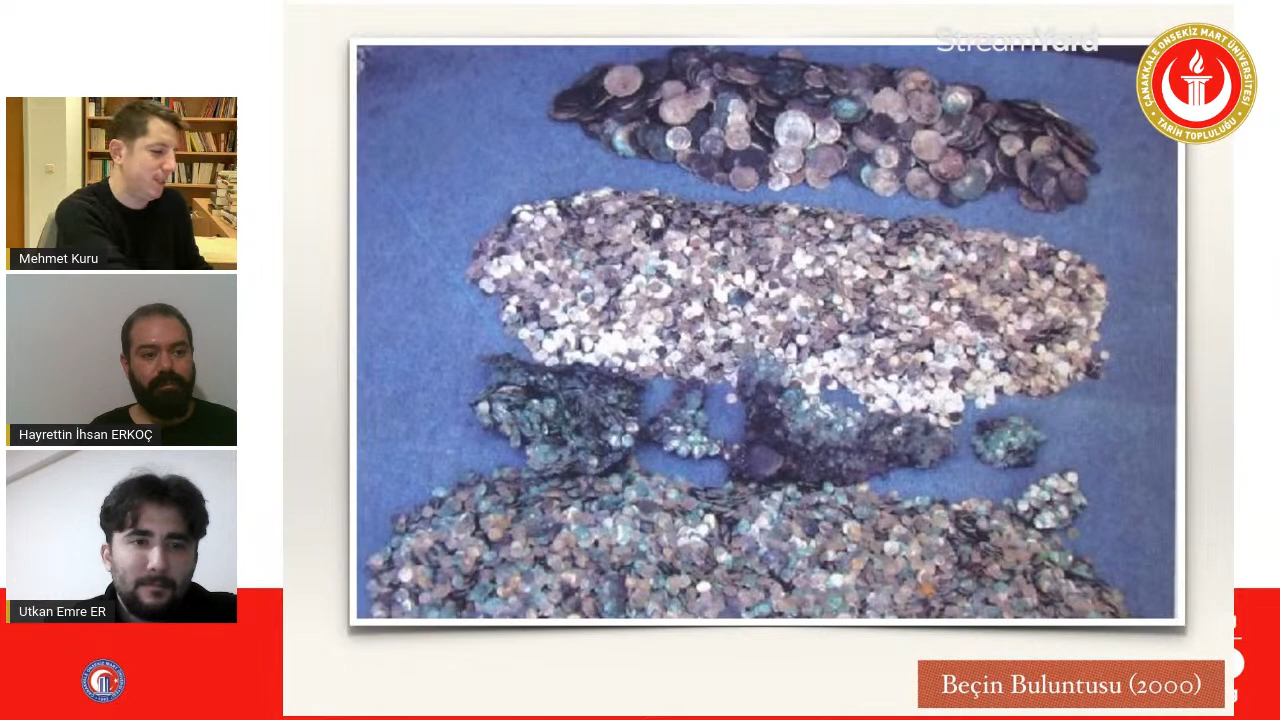 StreamYard
ÇANAKKALE ONSEKİZ MART ÜNİVERSİTESİ
TARİH TOPLULUĞU
Mehmet Kuru
Hayrettin İhsan ERKOÇ
Utkan Emre ER
Beçin Buluntusu (2000)